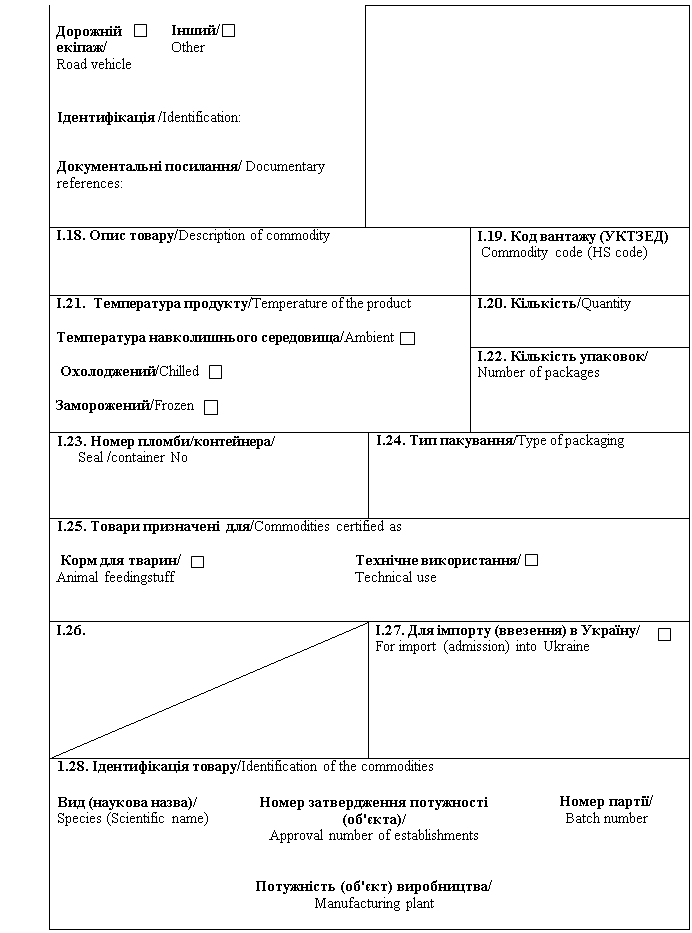 Дорожній
екіпаж/
Road vehicle
Інший/
Other
Ідентифікація /Identification:
Документальні посилання/ Documentary
references:
I.18. Опис товару/Description of commodity
I.19. Код вантажу (УКТЗЕД)
Commodity code (HS code)
I.21. Температура продукту/Temperature of the product
I.20. Кількість/Quantity
Температура навколишнього середовища/Ambient
Охолоджений/Chilled
Заморожений/Frozen
I.22. Кількість упаковок/
Number of packages
I.23. Номер пломби/контейнера/
Seal /container No
I.24. Тип пакування/Type of packaging
I.25. Товари призначені для/Commodities certified as
Корм для тварин/
Animal feedingstuff
Технічне використання/
Technical use
I.26.
I.27. Для імпорту (ввезення) в Україну/
For import (admission) into Ukraine
1.28. Ідентифікація товару/Identification of the commodities
Вид (наукова назва)/
Species (Scientific name)
Номер затвердження потужності
(об'єкта)/
Approval number of establishments
Номер партії/
Batch number
Потужність (об'єкт) виробництва/
Manufacturing plant